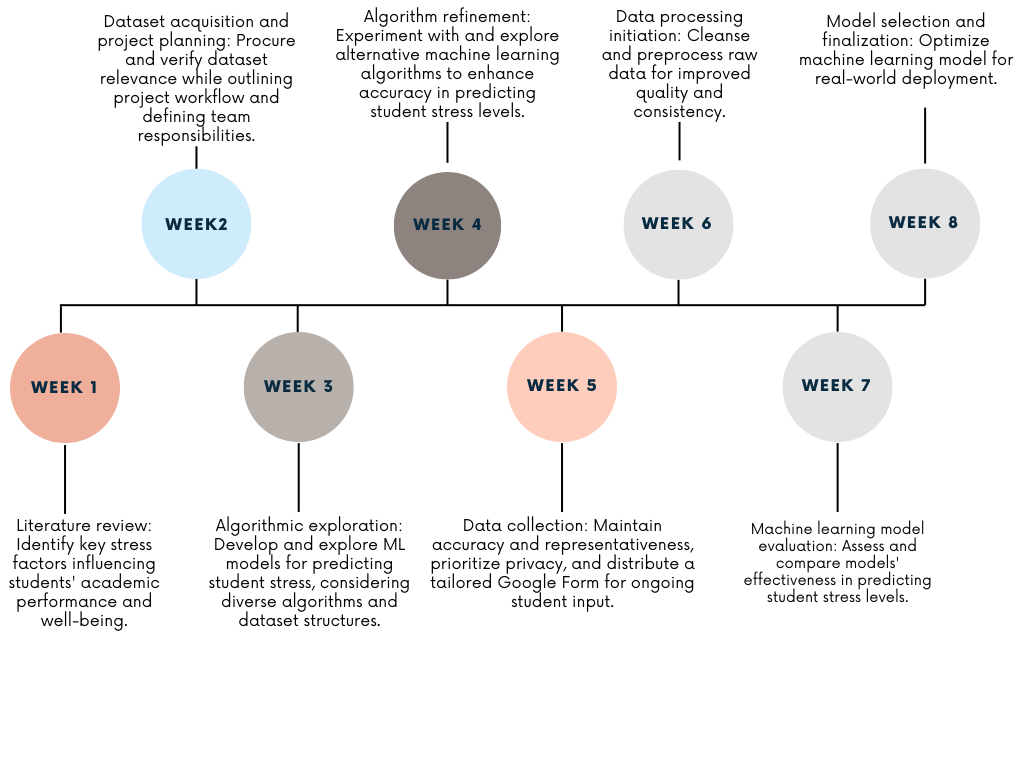 Dataset acquisition and
project planning: Procure
and verify dataset
relevance while outlining
project workflow and
defining team
responsibilities.
Algorithm refinement:
Experiment with and explore
alternative machine learning
algorithms to enhance
accuracy in predicting
student stress levels.
Data processing
initiation: Cleanse
and preprocess raw
data for improved
quality and
consistency.
Model selection and
finalization: Optimize
machine learning model for
real-world deployment.
WEEK2
WEEK 4
WEEK 6
WEEK 8
WEEK 1
WEEK 3
WEEK 5
WEEK 7
Literature review:
Identify key stress
factors influencing
students' academic
performance and
well-being.
Algorithmic exploration:
Develop and explore ML
models for predicting
student stress, considering
diverse algorithms and
dataset structures.
Data collection: Maintain
accuracy and representativeness,
prioritize privacy, and distribute a
tailored Google Form for ongoing
student input.
Machine learning model
evaluation: Assess and
compare models'
effectiveness in predicting
student stress levels.